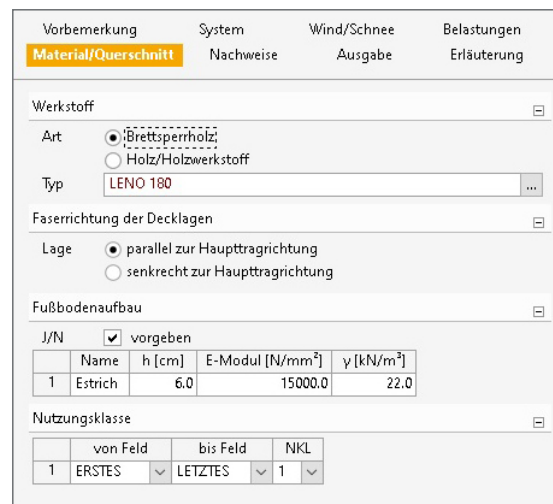 Vorbemerkung System Wind/Schnee Belastungen
Material/Querschnitt Nachweise Ausgabe Erläuterung
Werkstoff
Art Brettsperrholz
Holz/Holzwerkstoff
Typ LENO 180 ...
Faserrichtung der Decklagen
Lage parallel zur Haupttragrichtung
senkrecht zur Haupttragrichtung
Fußbodenaufbau
J/N vorgeben
Name h [cm] E-Modul [N/mm²] γ [kN/m³]
1 Estrich 6.0 15000.0 22.0
Nutzungsklasse
von Feld bis Feld NKL
1 ERSTES LETZTES 1